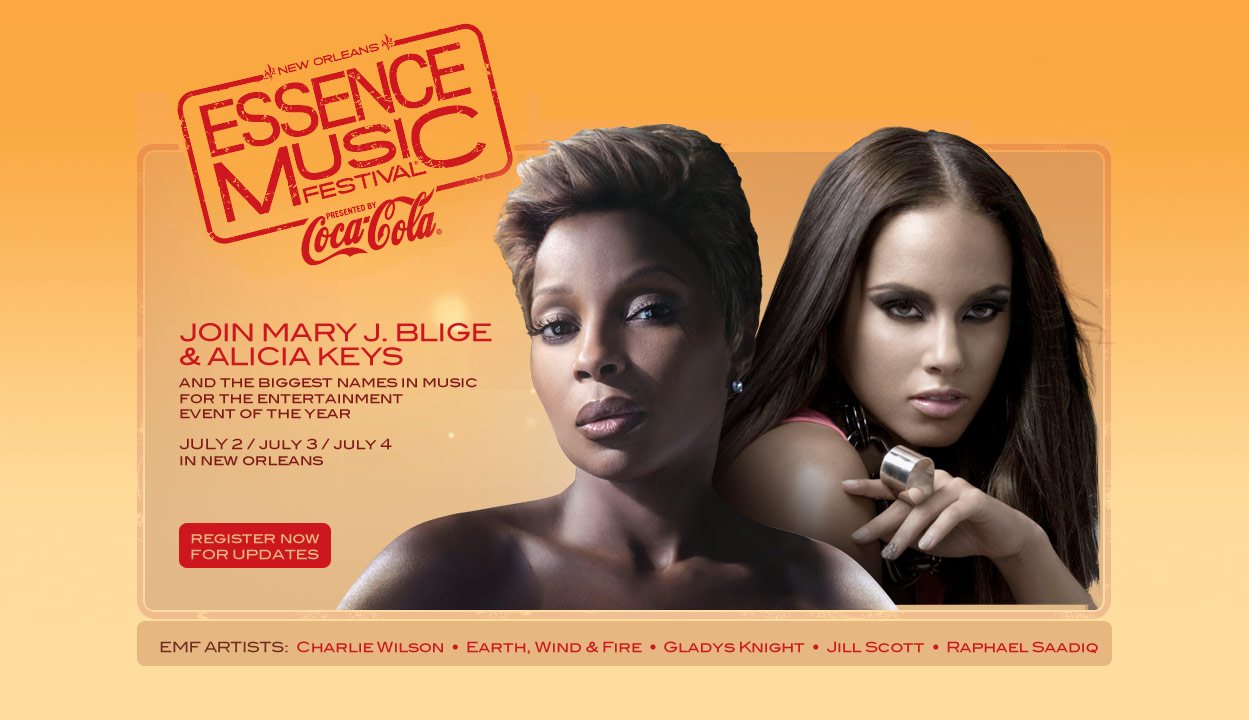 NEW ORLEANS
ESSENCE
MUSIC
FESTIVAL®
PRESENTED BY
Coca-Cola®
JOIN MARY J. BLIGE
& ALICIA KEYS
AND THE BIGGEST NAMES IN MUSIC
FOR THE ENTERTAINMENT
EVENT OF THE YEAR
JULY 2 / JULY 3 / JULY 4
IN NEW ORLEANS
REGISTER NOW
FOR UPDATES
EMF ARTISTS: CHARLIE WILSON • EARTH, WIND & FIRE • GLADYS KNIGHT • JILL SCOTT • RAPHAEL SAADIQ